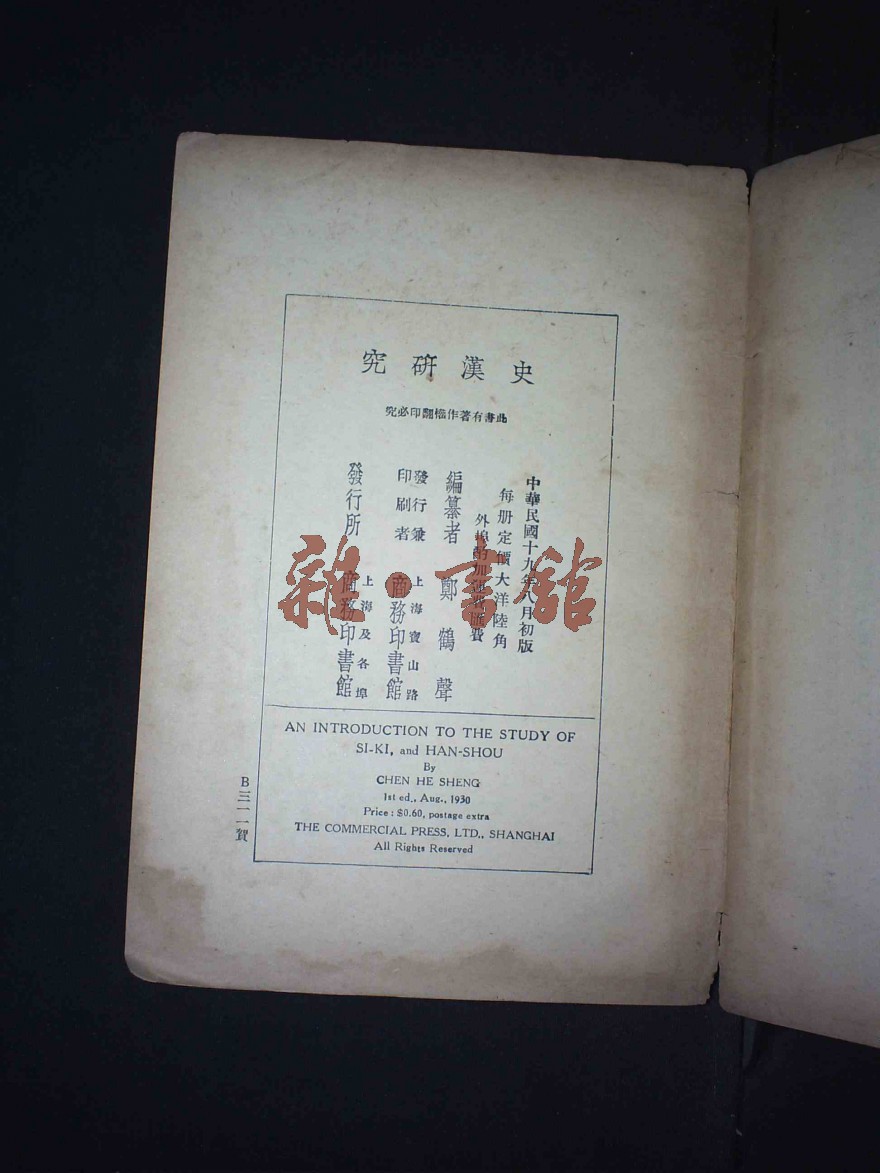 史漢研究
此書有著作權翻印必究
中華民國十九年八月初版
每册定價大洋陸角
外埠酌加運費匯費
編纂者 鄭鶴聲
發行兼印刷者 上海寶山路 商務印書館
發行所 上海及各埠 商務印書館
雜·書館
AN INTRODUCTION TO THE STUDY OF
SI-KI, and HAN-SHOU
By
CHEN HE SHENG
1st ed., Aug., 1930
Price : $0.60, postage extra
THE COMMERCIAL PRESS, LTD., SHANGHAI
All Rights Reserved
B三一一賀